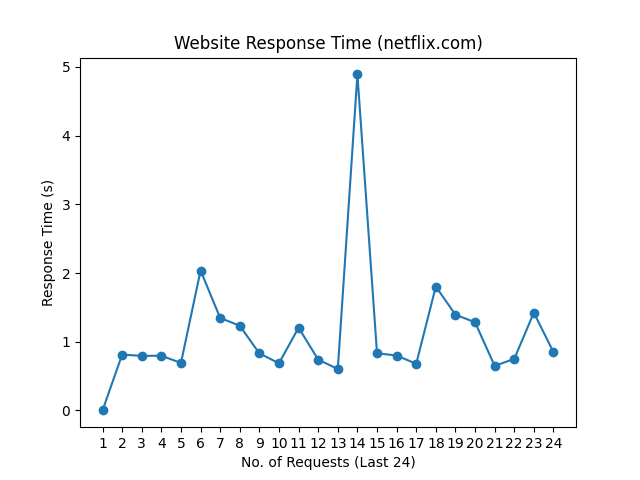 Website Response Time (netflix.com)
5
4
3
2
1
0
Response Time (s)
1 2 3 4 5 6 7 8 9 10 11 12 13 14 15 16 17 18 19 20 21 22 23 24
No. of Requests (Last 24)